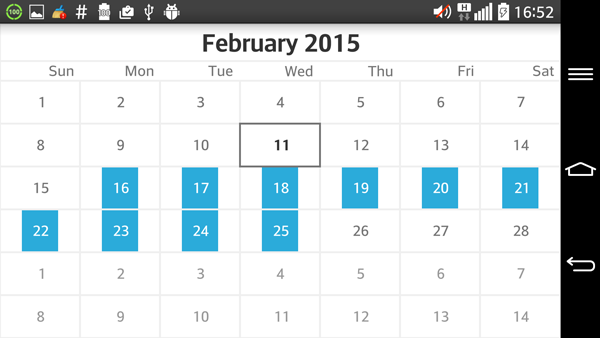 100 # 100 H 16:52
February 2015
Sun Mon Tue Wed Thu Fri Sat
1 2 3 4 5 6 7
8 9 10 11 12 13 14
15 16 17 18 19 20 21
22 23 24 25 26 27 28
1 2 3 4 5 6 7
8 9 10 11 12 13 14